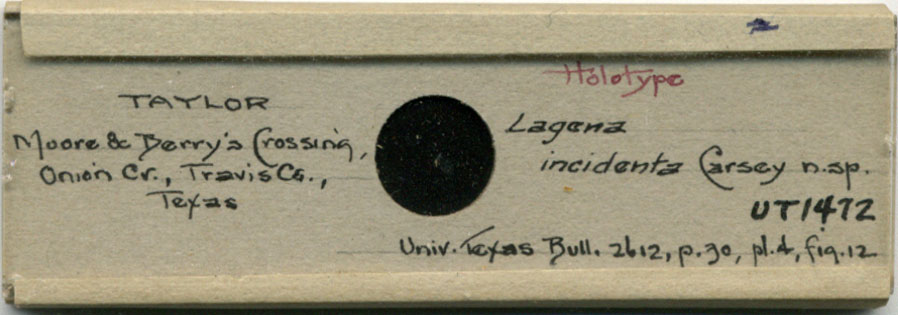 TAYLOR
Moore & Berry's Crossing,
Onion Cr., Travis Co.,
Texas
Holotype
Lagena
incidenta Carsey n.sp.
UT1472
Univ. Texas Bull. 2612, p.30, pl.4, fig.12